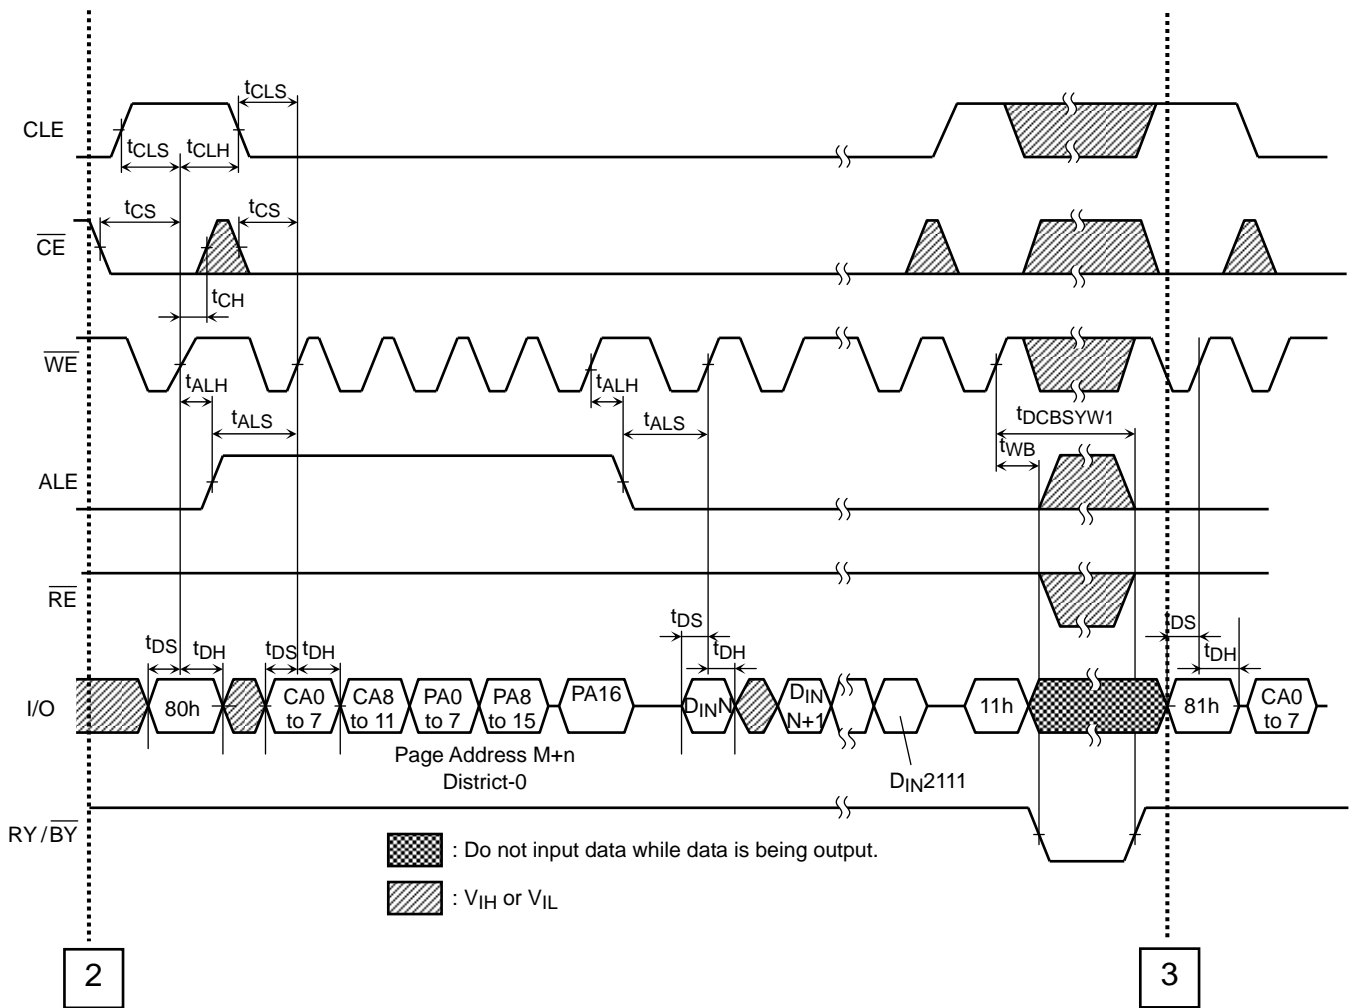 tCLS
CLE
tCLS tCLH
tCS tCS
CE
tCH
WE
tALH tALH
tALS tALS tDCBSYW1
tWB
ALE
RE
tDS DS
tDS tDH tDS tDH tDH tDH
I/O
80h
CA0 to 7
CA8 to 11
PA0 to 7
PA8 to 15
PA16
DINN
DIN N+1
11h
81h
CA0 to 7
Page Address M+n
District-0
DIN2111
RY/BY
: Do not input data while data is being output.
: VIH or VIL
2 3